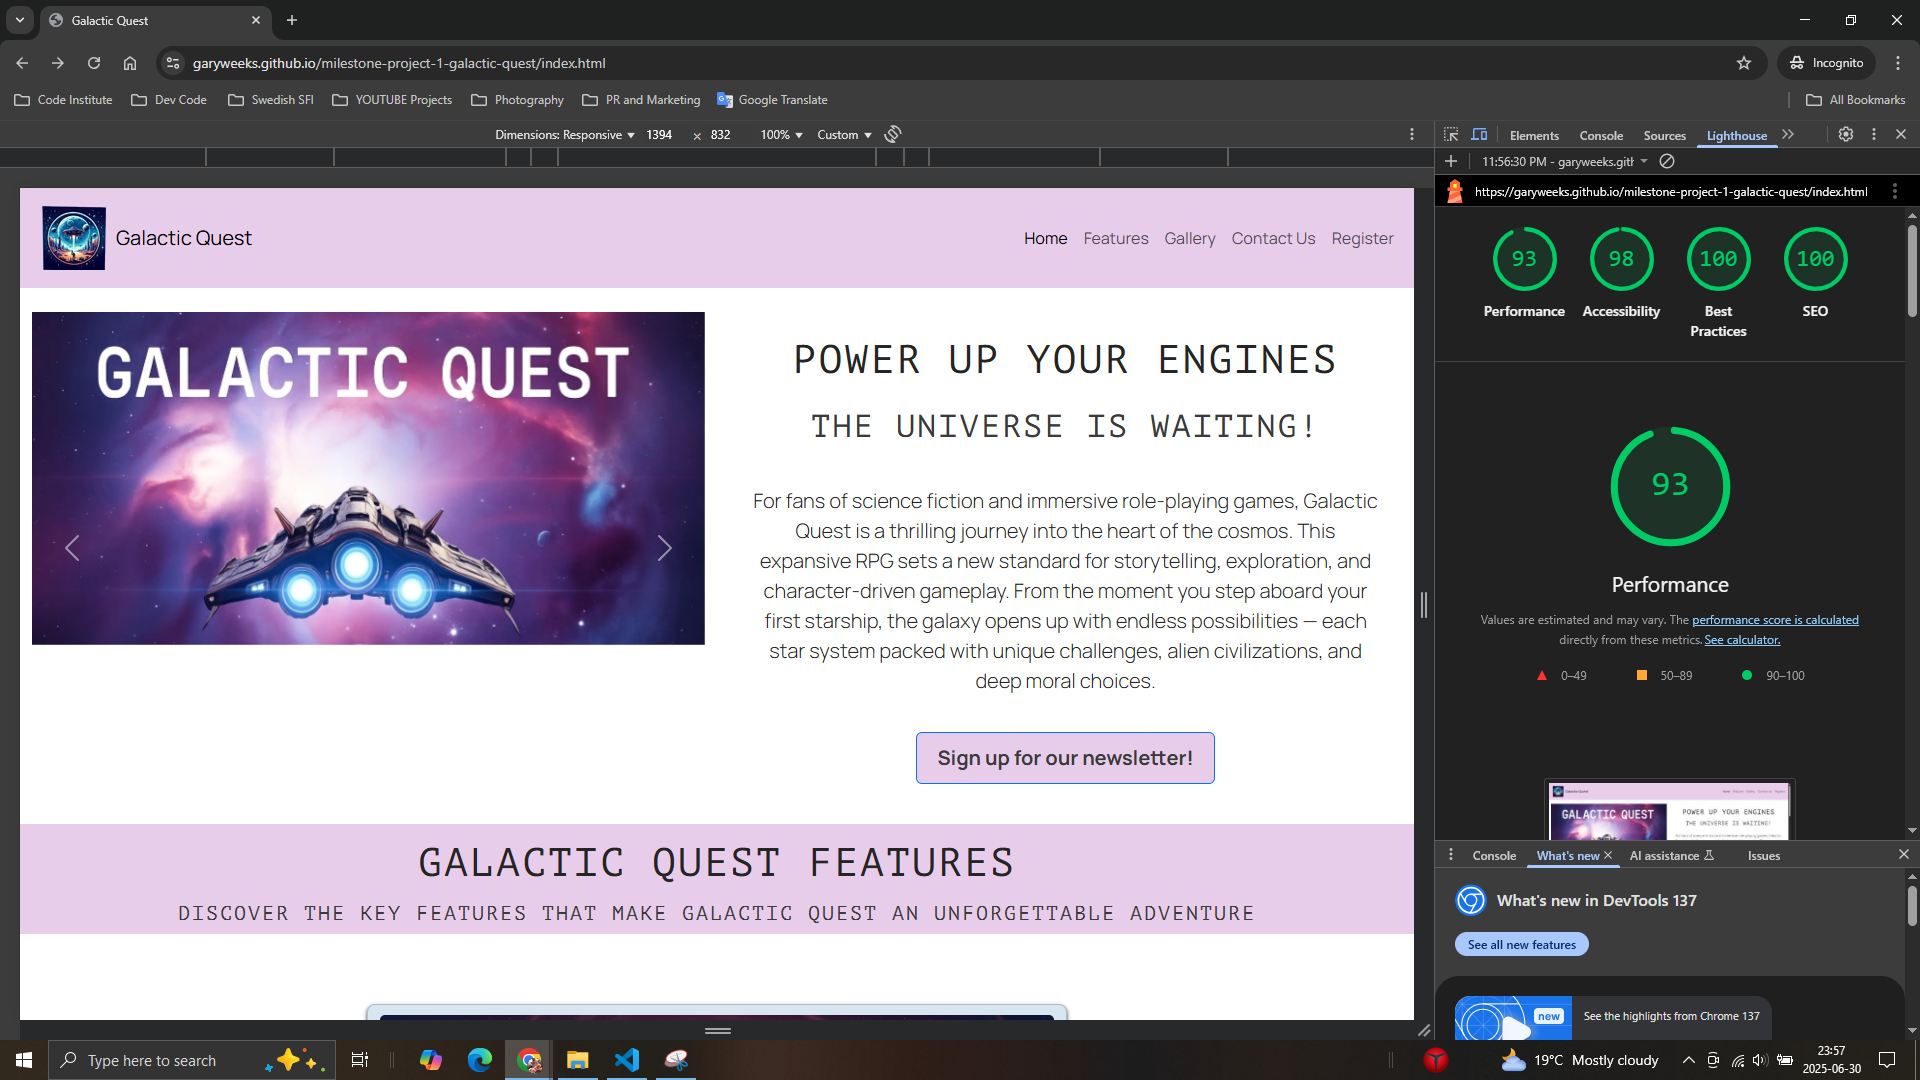 Galactic Quest
garyweeks.github.io/milestone-project-1-galactic-quest/index.html
Incognito
Code Institute
Dev Code
Swedish SFI
YOUTUBE Projects
Photography
PR and Marketing
Google Translate
All Bookmarks
Dimensions: Responsive
1394
×
832
100%
Custom
Elements
Console
Sources
Lighthouse
11:56:30 PM - garyweeks.gith
https://garyweeks.github.io/milestone-project-1-galactic-quest/index.html
Galactic Quest
Home
Features
Gallery
Contact Us
Register
GALACTIC QUEST
POWER UP YOUR ENGINES
THE UNIVERSE IS WAITING!
For fans of science fiction and immersive role-playing games, Galactic
Quest is a thrilling journey into the heart of the cosmos. This
expansive RPG sets a new standard for storytelling, exploration, and
character-driven gameplay. From the moment you step aboard your
first starship, the galaxy opens up with endless possibilities — each
star system packed with unique challenges, alien civilizations, and
deep moral choices.
Sign up for our newsletter!
GALACTIC QUEST FEATURES
DISCOVER THE KEY FEATURES THAT MAKE GALACTIC QUEST AN UNFORGETTABLE ADVENTURE
93
98
100
100
Performance
Accessibility
Best
Practices
SEO
93
Performance
Values are estimated and may vary. The performance score is calculated
directly from these metrics. See calculator.
0–49
50–89
90–100
GALACTIC QUEST
POWER UP YOUR ENGINES
THE UNIVERSE IS WAITING!
Console
What's new
AI assistance
Issues
What's new in DevTools 137
See all new features
new
See the highlights from Chrome 137
Type here to search
19°C Mostly cloudy
23:57
2025-06-30